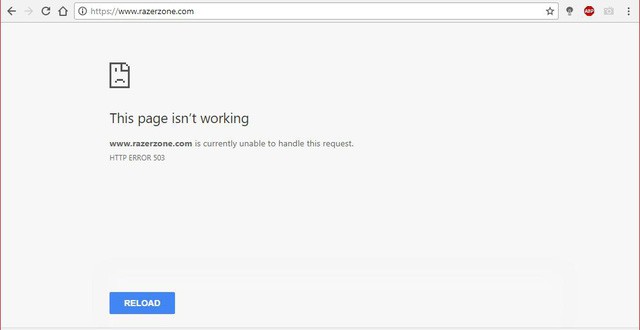 https://www.razerzone.com
ABP
This page isn't working
www.razerzone.com is currently unable to handle this request.
HTTP ERROR 503
RELOAD